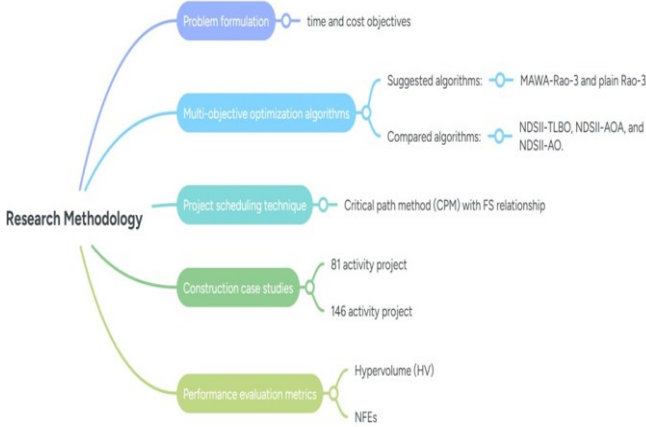 Problem formulation
time and cost objectives
Multi-objective optimization algorithms
Suggested algorithms:
MAWA-Rao-3 and plain Rao-3
Compared algorithms:
NDSII-TLBO, NDSII-AOA, and
NDSII-AO.
Research Methodology
Project scheduling technique
Critical path method (CPM) with FS relationship
Construction case studies
81 activity project
146 activity project
Performance evaluation metrics
Hypervolume (HV)
NFEs